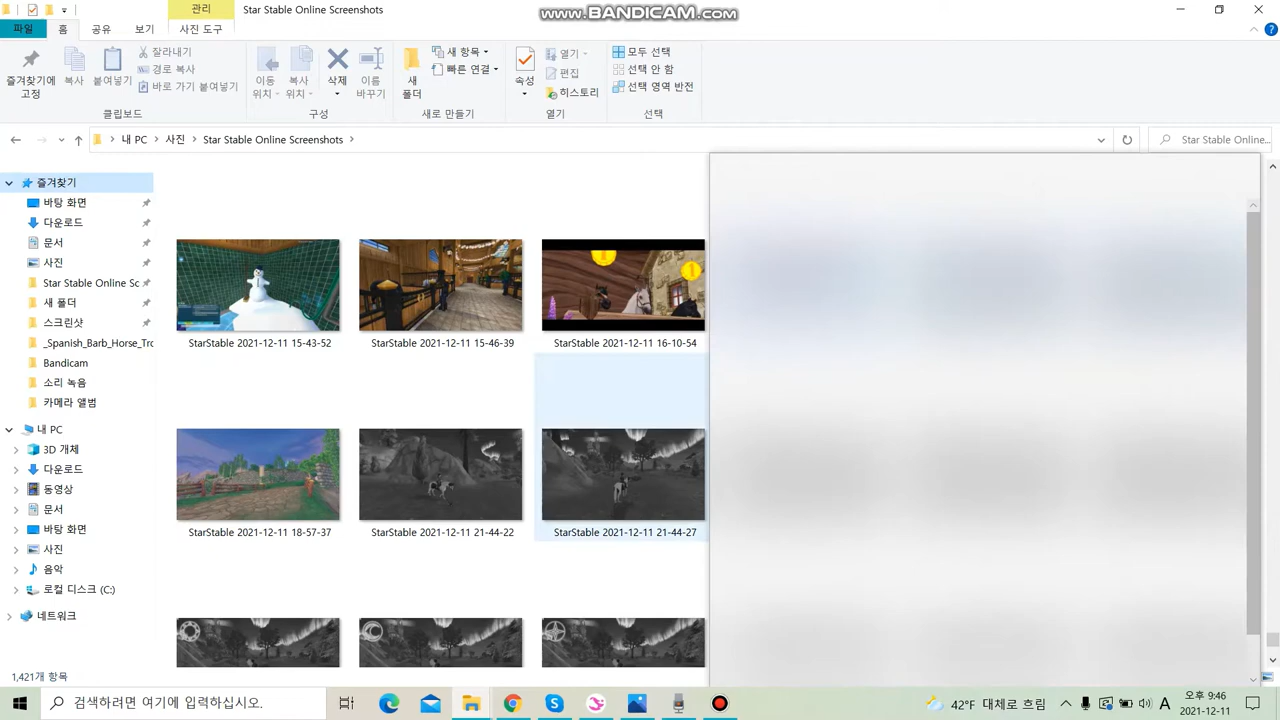 관리
Star Stable Online Screenshots
www.BANDICAM.com
파일
홈
공유
보기
사진 도구
즐겨찾기에
고정
복사
붙여넣기
잘라내기
경로 복사
바로 가기 붙여넣기
클립보드
이동
위치
복사
위치
삭제
이름
바꾸기
구성
새
폴더
새 항목
빠른 연결
새로 만들기
속성
열기
편집
히스토리
열기
모두 선택
선택 안 함
선택 영역 반전
선택
내 PC
사진
Star Stable Online Screenshots
Star Stable Online...
즐겨찾기
바탕 화면
다운로드
문서
사진
Star Stable Online Sc
새 폴더
스크린샷
_Spanish_Barb_Horse_Tro
Bandicam
소리 녹음
카메라 앨범
내 PC
3D 개체
다운로드
동영상
문서
바탕 화면
사진
음악
로컬 디스크 (C:)
네트워크
StarStable 2021-12-11 15-43-52
StarStable 2021-12-11 15-46-39
StarStable 2021-12-11 16-10-54
StarStable 2021-12-11 18-57-37
StarStable 2021-12-11 21-44-22
StarStable 2021-12-11 21-44-27
1,421개 항목
검색하려면 여기에 입력하십시오.
42°F 대체로 흐림
A
오후 9:46
2021-12-11